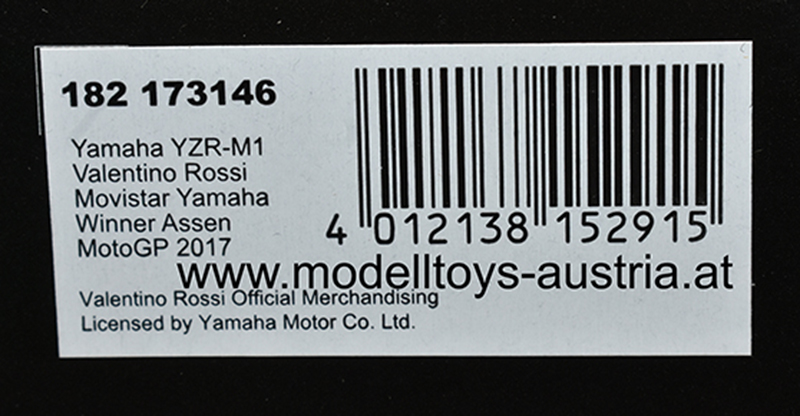 182 173146
Yamaha YZR-M1
Valentino Rossi
Movistar Yamaha
Winner Assen
MotoGP 2017
4 012138 152915
www.modelltoys-austria.at
Valentino Rossi Official Merchandising
Licensed by Yamaha Motor Co. Ltd.